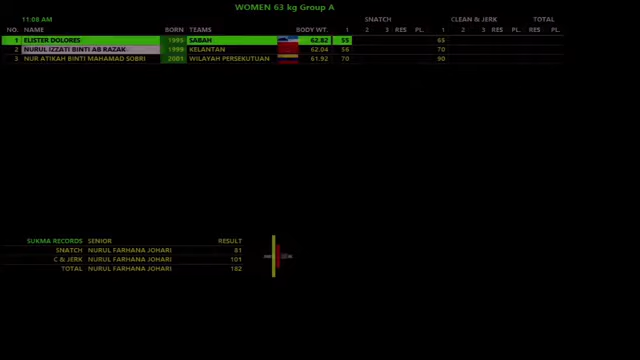 WOMEN 63 kg Group A
11:08 AM SNATCH CLEAN & JERK TOTAL
NO. NAME BORN TEAMS BODY WT. 1 2 3 RES PL. 1 2 3 RES PL. RES PL.
1 ELISTER DOLORES 1995 SABAH 62.82 55 65
2 NURUL IZZATI BINTI AB RAZAK 1999 KELANTAN 62.04 56 70
3 NUR ATIKAH BINTI MAHAMAD SOBRI 2001 WILAYAH PERSEKUTUAN 61.92 70 90
SUKMA RECORDS SENIOR RESULT
SNATCH NURUL FARHANA JOHARI 81
C & JERK NURUL FARHANA JOHARI 101
TOTAL NURUL FARHANA JOHARI 182